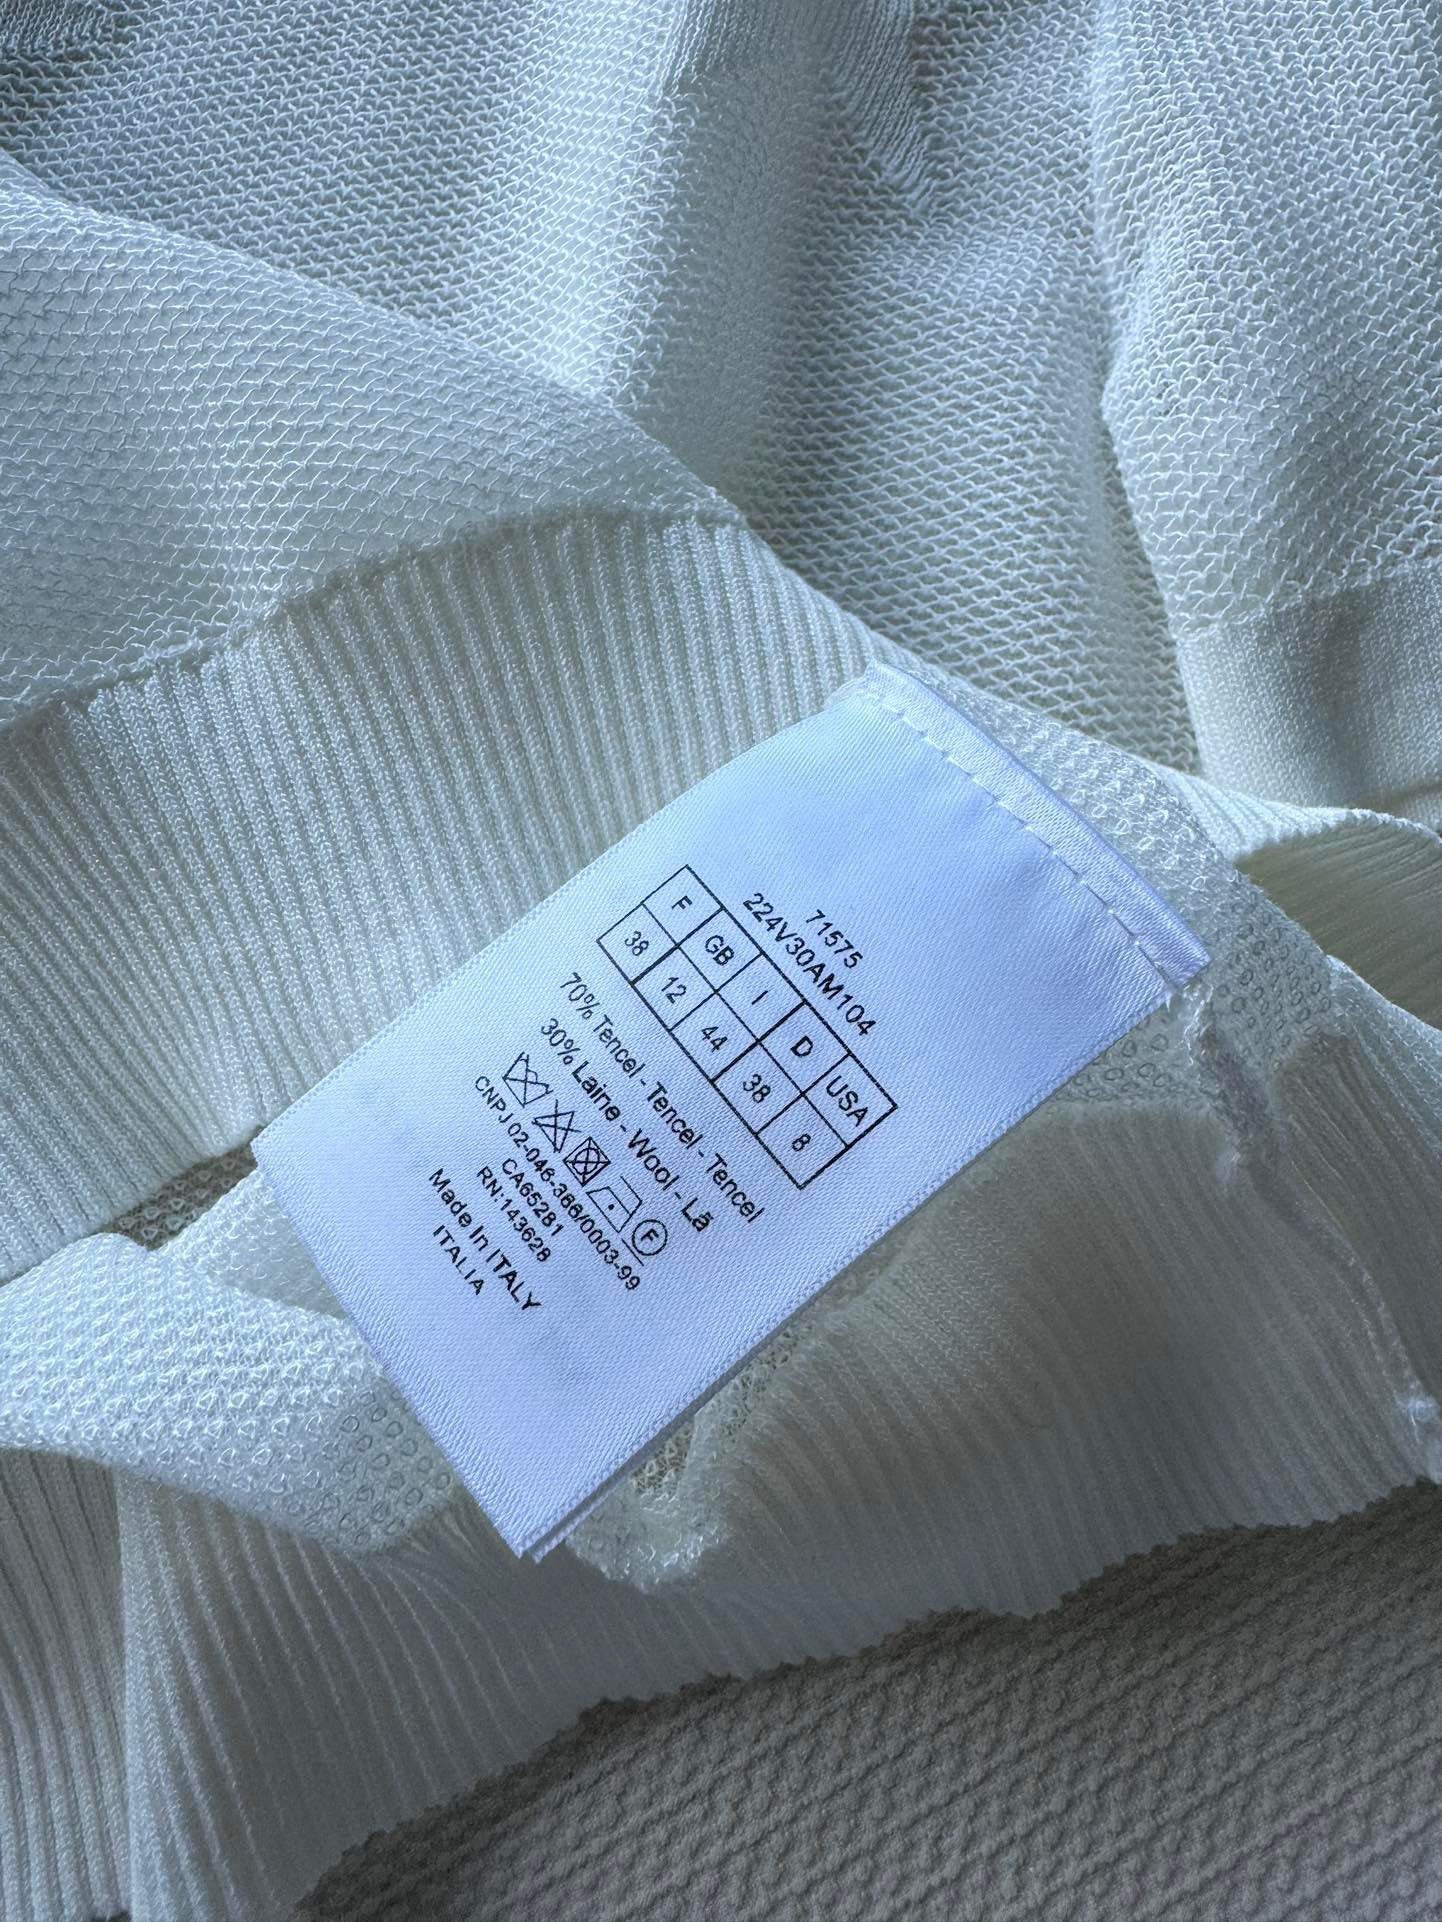 71575
224V30AM104
F GB I D USA
38 12 44 38 8
70% Tencel - Tencel - Tencel
30% Laine - Wool - Lã
F
CNPJ 02-046-386/0003-99
CA65281
RN:143628
Made In ITALY
ITALIA